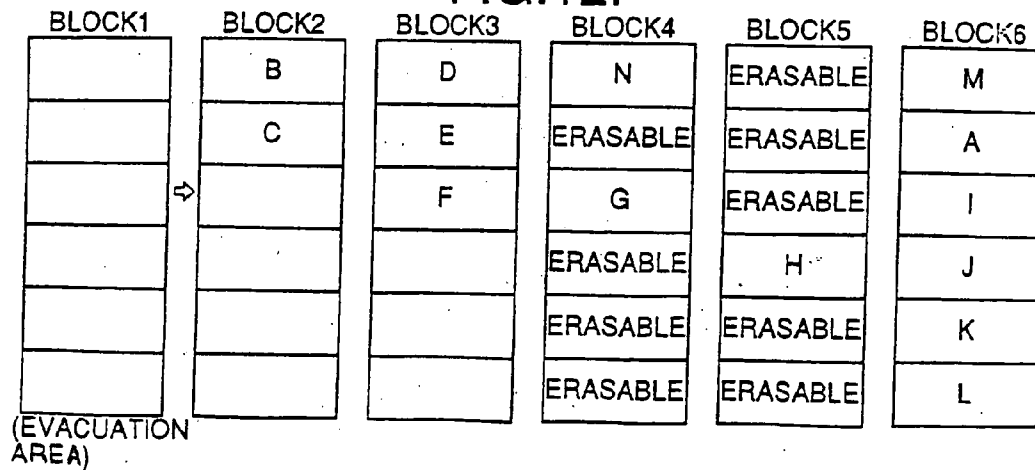 BLOCK1 BLOCK2 BLOCK3 BLOCK4 BLOCK5 BLOCK6
B D N ERASABLE M
C E ERASABLE ERASABLE A
F G ERASABLE I
ERASABLE H J
ERASABLE ERASABLE K
ERASABLE ERASABLE L
(EVACUATION
AREA)